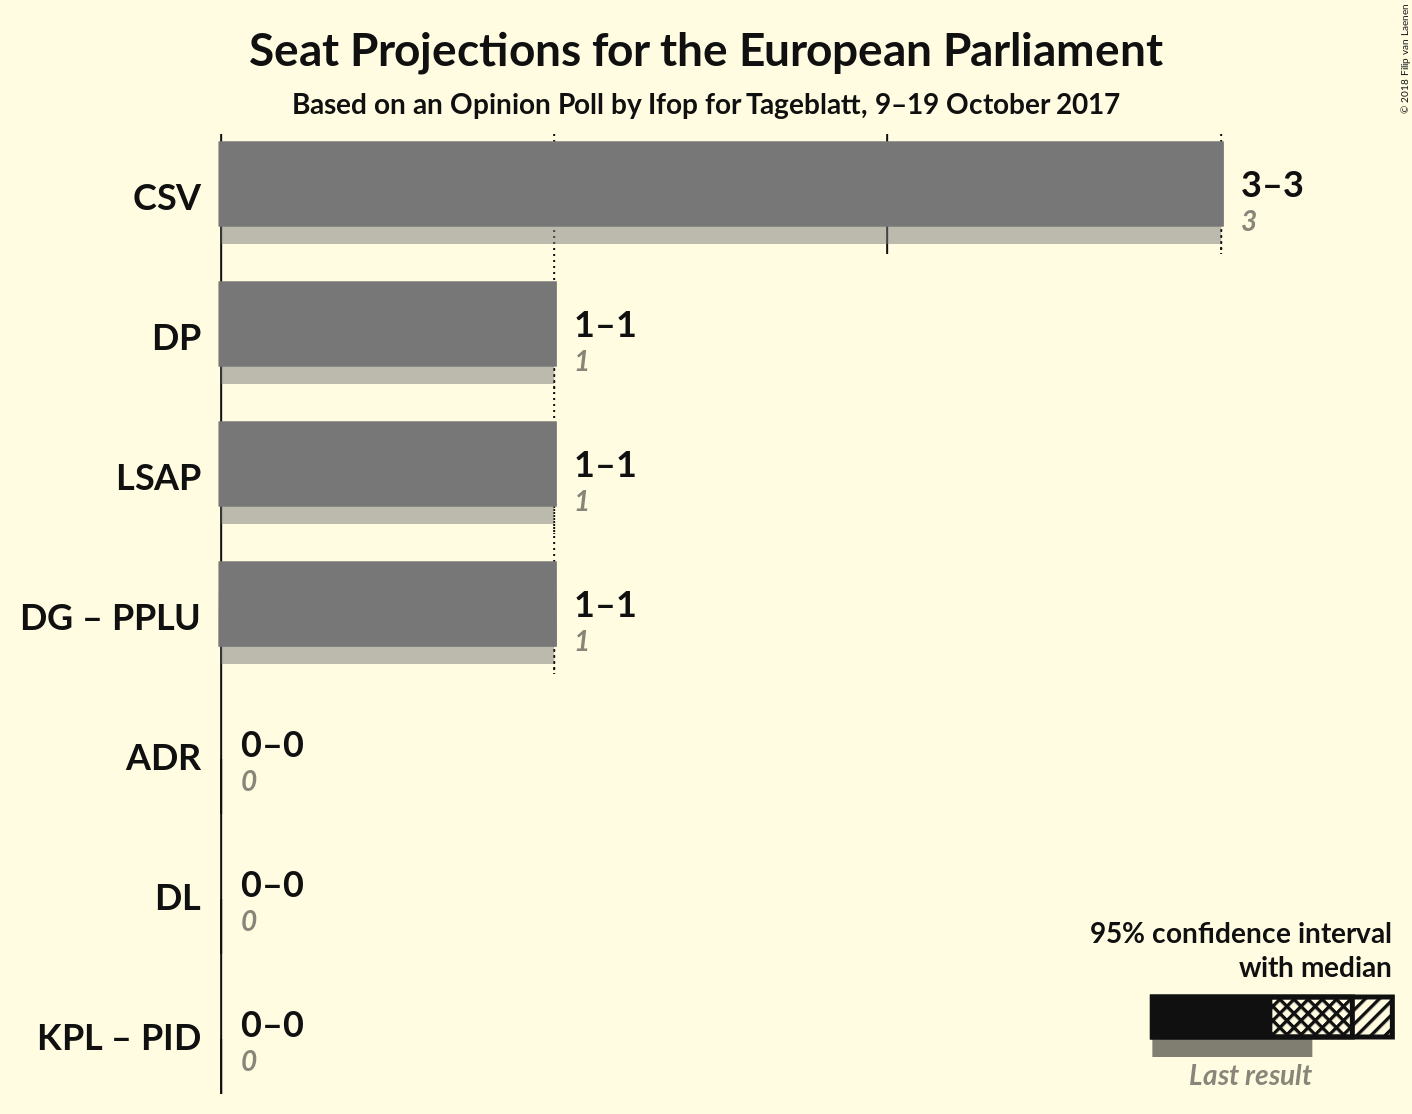 Seat Projections for the European Parliament
Based on an Opinion Poll by Ifop for Tageblatt, 9–19 October 2017
© 2018 Filip van Laenen
CSV
3–3
3
DP
1–1
1
LSAP
1–1
1
DG – PPLU
1–1
1
ADR
0–0
0
DL
0–0
0
KPL – PID
0–0
0
95% confidence interval
with median
Last result